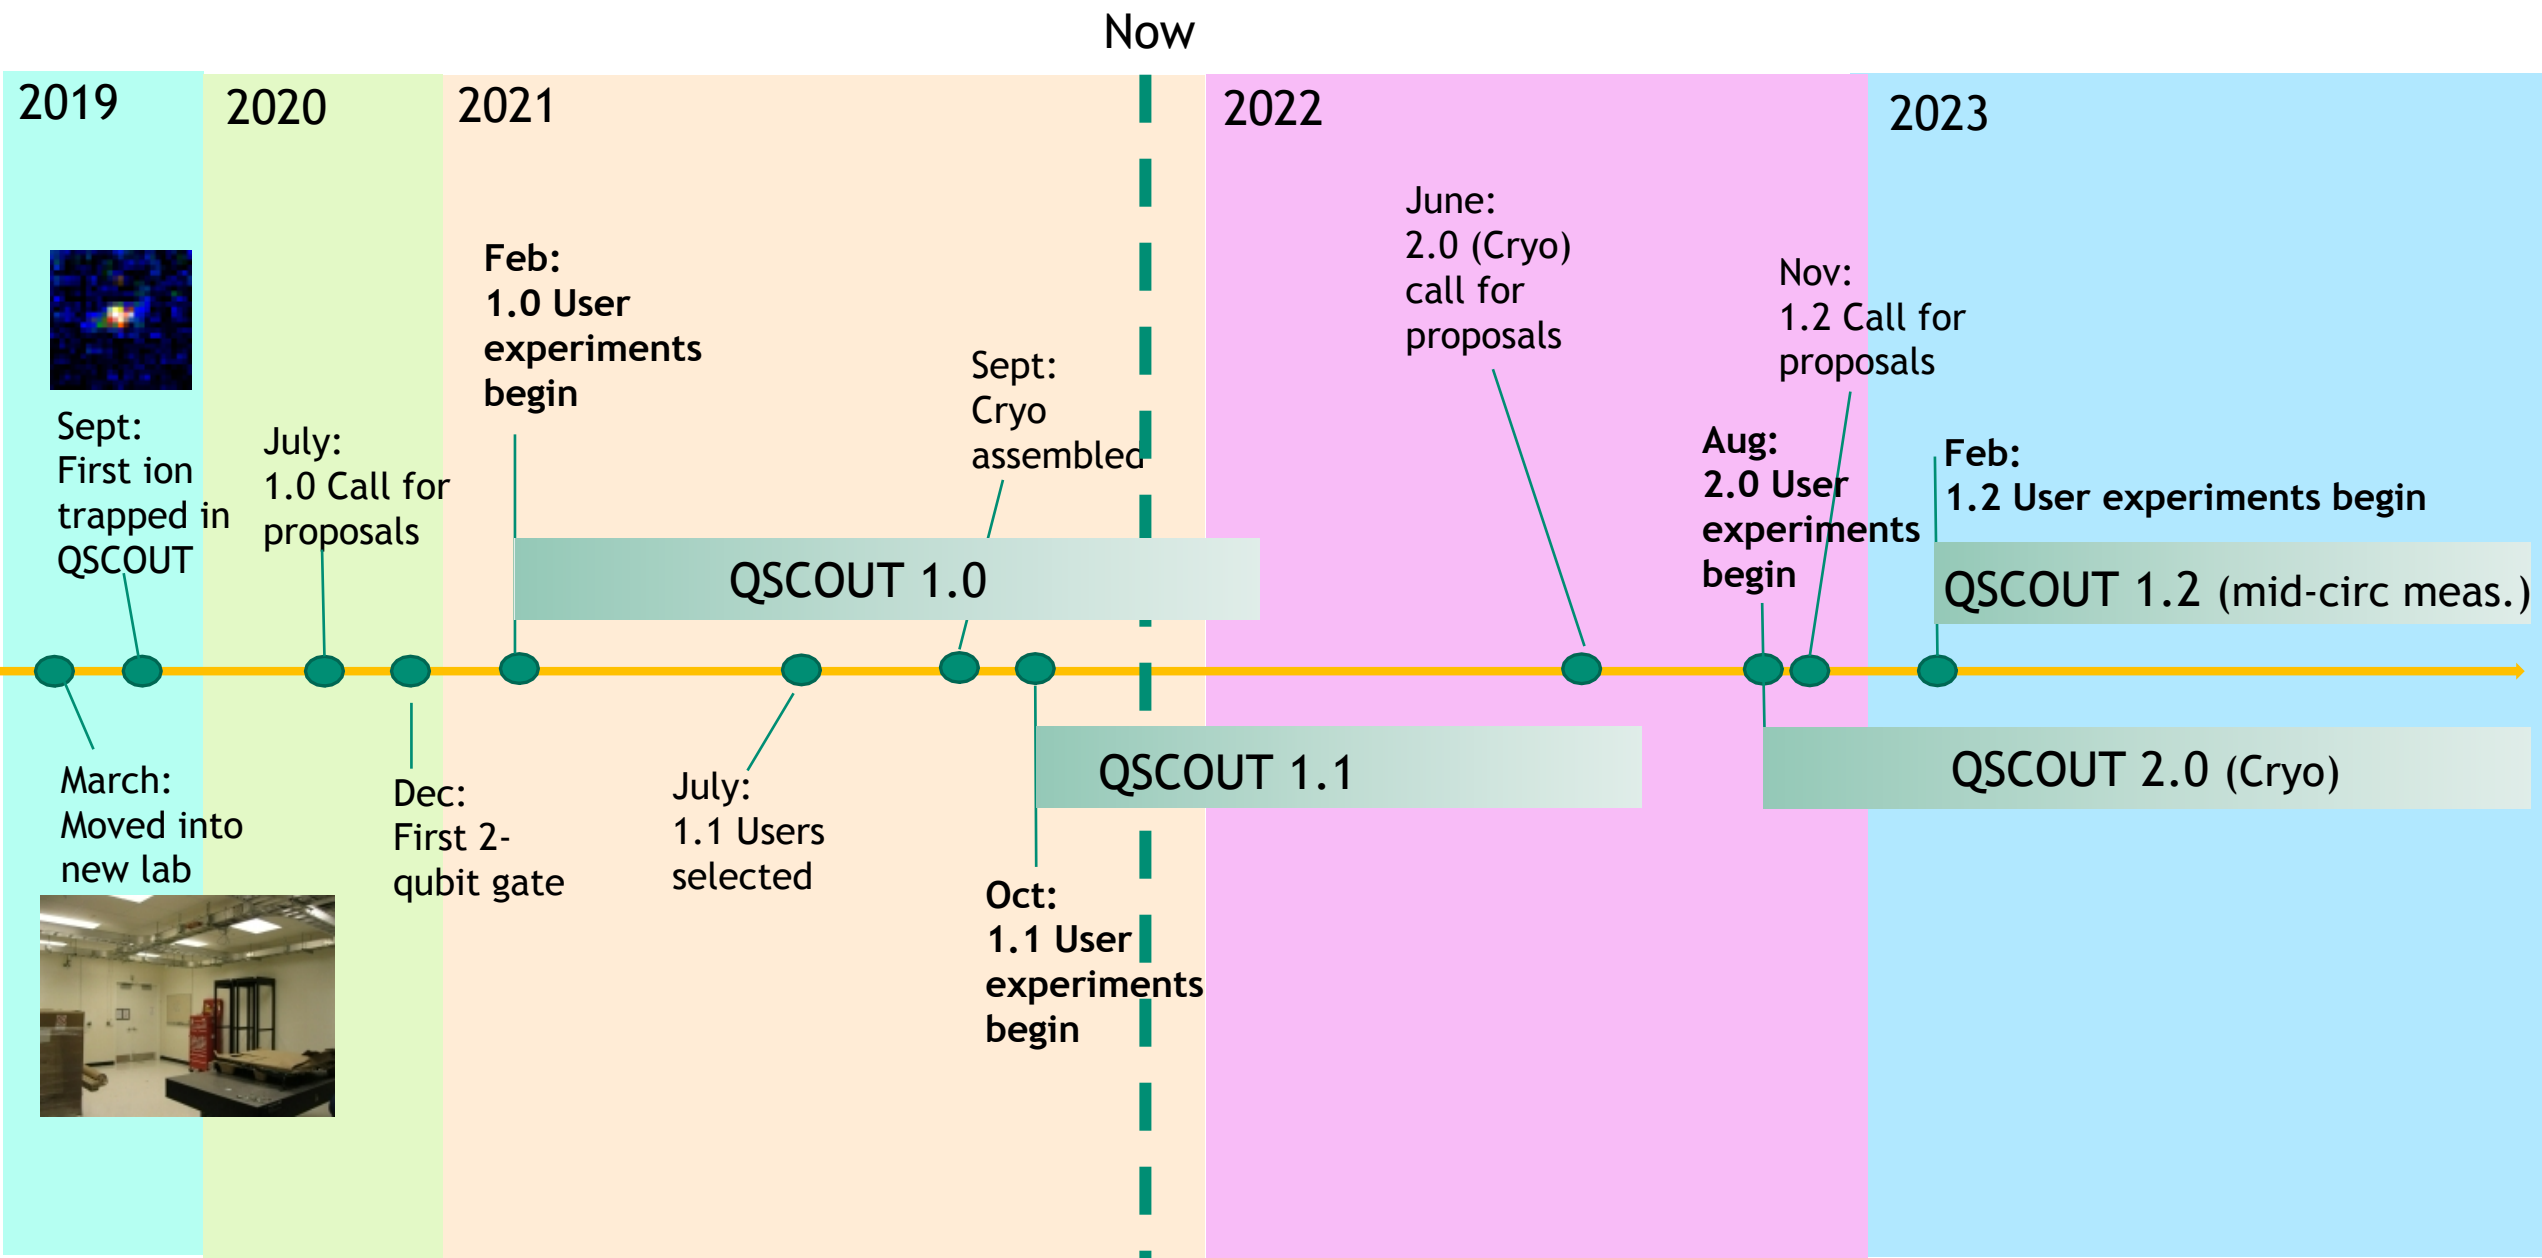 Now
2019
2020
2021
2022
2023
Sept:
First ion
trapped in
QSCOUT
March:
Moved into
new lab
July:
1.0 Call for
proposals
Dec:
First 2-
qubit gate
Feb:
1.0 User
experiments
begin
QSCOUT 1.0
July:
1.1 Users
selected
Sept:
Cryo
assembled
Oct:
1.1 User
experiments
begin
QSCOUT 1.1
June:
2.0 (Cryo)
call for
proposals
Aug:
2.0 User
experiments
begin
Nov:
1.2 Call for
proposals
Feb:
1.2 User experiments begin
QSCOUT 1.2 (mid-circ meas.)
QSCOUT 2.0 (Cryo)